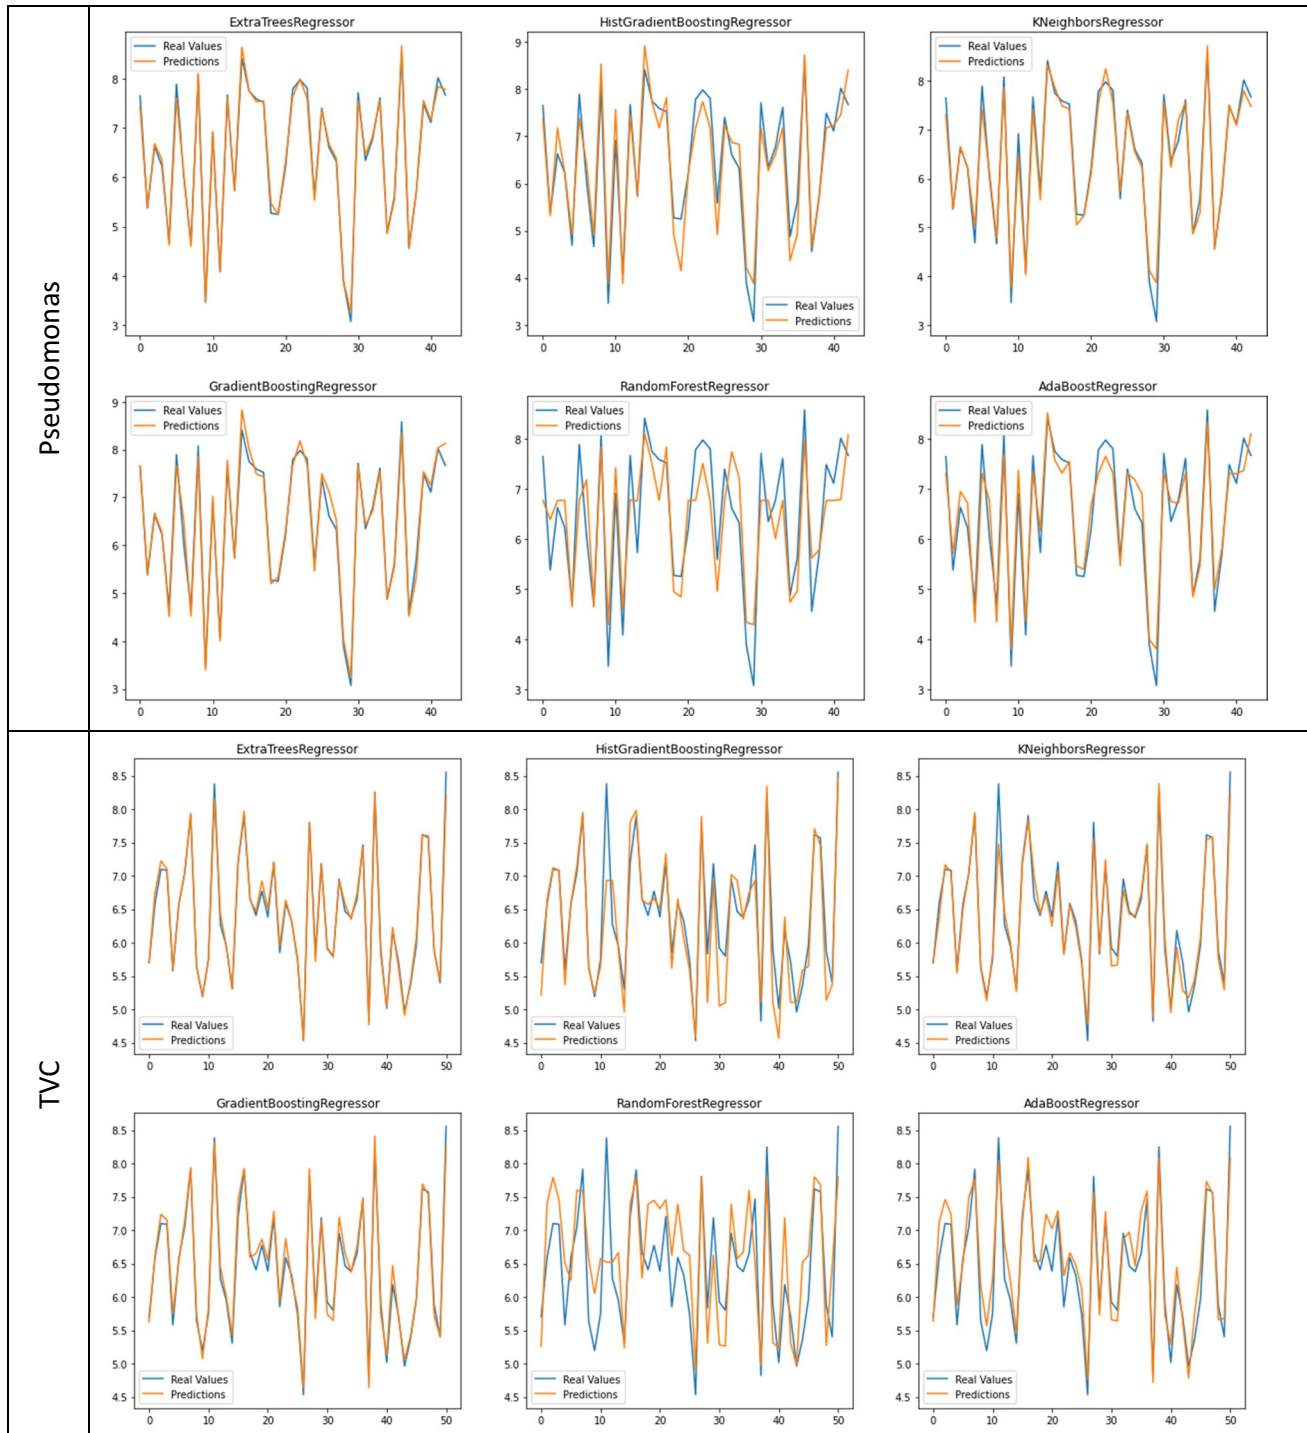 Pseudomonas
ExtraTreesRegressor
Real Values
Predictions
8
7
6
5
4
3
0 10 20 30 40
HistGradientBoostingRegressor
9
8
7
6
5
4
3
Real Values
Predictions
0 10 20 30 40
KNeighborsRegressor
Real Values
Predictions
8
7
6
5
4
3
0 10 20 30 40
GradientBoostingRegressor
9
Real Values
Predictions
8
7
6
5
4
3
0 10 20 30 40
RandomForestRegressor
Real Values
Predictions
8
7
6
5
4
3
0 10 20 30 40
AdaBoostRegressor
Real Values
Predictions
8
7
6
5
4
3
0 10 20 30 40
TVC
ExtraTreesRegressor
8.5
8.0
7.5
7.0
6.5
6.0
5.5
5.0
4.5
Real Values
Predictions
0 10 20 30 40 50
HistGradientBoostingRegressor
8.5
8.0
7.5
7.0
6.5
6.0
5.5
5.0
4.5
Real Values
Predictions
0 10 20 30 40 50
KNeighborsRegressor
8.5
8.0
7.5
7.0
6.5
6.0
5.5
5.0
4.5
Real Values
Predictions
0 10 20 30 40 50
GradientBoostingRegressor
8.5
8.0
7.5
7.0
6.5
6.0
5.5
5.0
4.5
Real Values
Predictions
0 10 20 30 40 50
RandomForestRegressor
8.5
8.0
7.5
7.0
6.5
6.0
5.5
5.0
4.5
Real Values
Predictions
0 10 20 30 40 50
AdaBoostRegressor
8.5
8.0
7.5
7.0
6.5
6.0
5.5
5.0
4.5
Real Values
Predictions
0 10 20 30 40 50